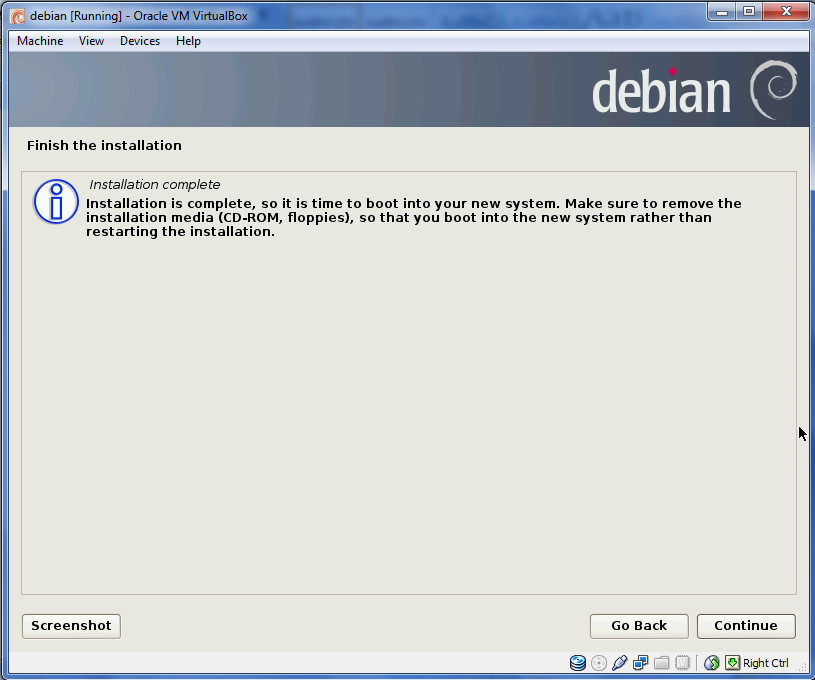 debian [Running] - Oracle VM VirtualBox
Machine View Devices Help
debian
Finish the installation
Installation complete
Installation is complete, so it is time to boot into your new system. Make sure to remove the
installation media (CD-ROM, floppies), so that you boot into the new system rather than
restarting the installation.
Screenshot Go Back Continue
Right Ctrl